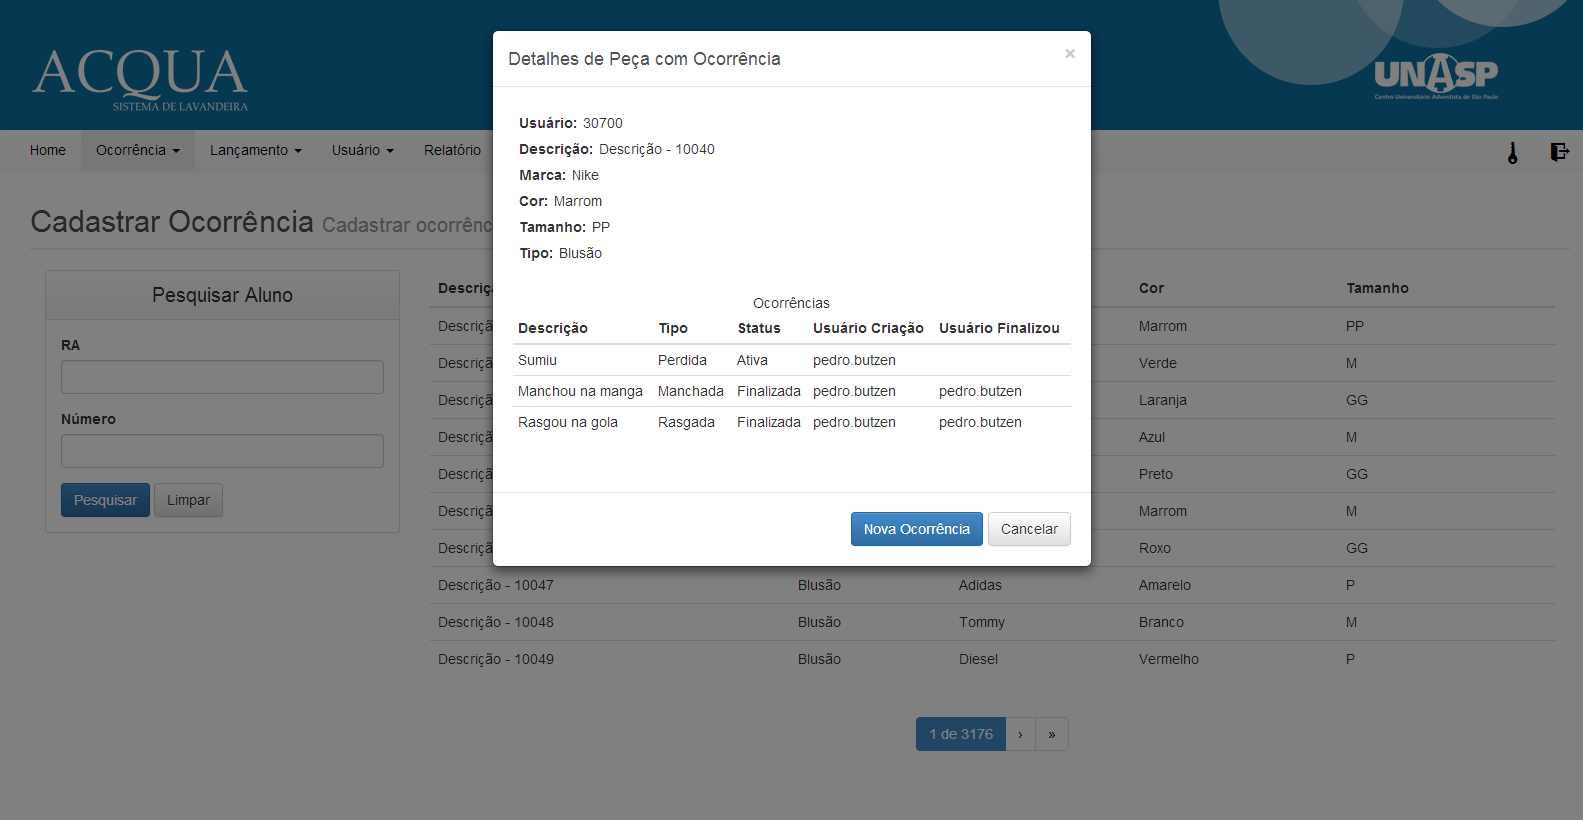 ACQUA
SISTEMA DE LAVANDEIRA
UNASP
Centro Universitário Adventista de São Paulo
Home
Ocorrência
Lançamento
Usuário
Relatório
Cadastrar Ocorrência Cadastrar ocorrênc
Pesquisar Aluno
RA
Número
Pesquisar
Limpar
Detalhes de Peça com Ocorrência
×
Usuário: 30700
Descrição: Descrição - 10040
Marca: Nike
Cor: Marrom
Tamanho: PP
Tipo: Blusão
Ocorrências
Descrição Tipo Status Usuário Criação Usuário Finalizou
Sumiu Perdida Ativa pedro.butzen
Manchou na manga Manchada Finalizada pedro.butzen pedro.butzen
Rasgou na gola Rasgada Finalizada pedro.butzen pedro.butzen
Nova Ocorrência
Cancelar
Descriç Cor Tamanho
Descriçã Marrom PP
Descriçã Verde M
Descriçã Laranja GG
Descriçã Azul M
Descriçã Preto GG
Descriçã Marrom M
Descriçã Roxo GG
Descrição - 10047 Blusão Adidas Amarelo P
Descrição - 10048 Blusão Tommy Branco M
Descrição - 10049 Blusão Diesel Vermelho P
1 de 3176 › »